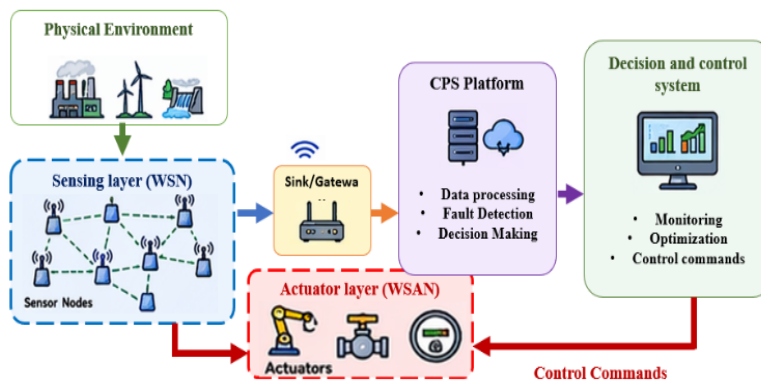 Physical Environment
Sensing layer (WSN)
Sensor Nodes
Sink/Gatewa
..
CPS Platform
• Data processing
• Fault Detection
• Decision Making
Decision and control
system
• Monitoring
• Optimization
• Control commands
Actuator layer (WSAN)
Actuators
Control Commands